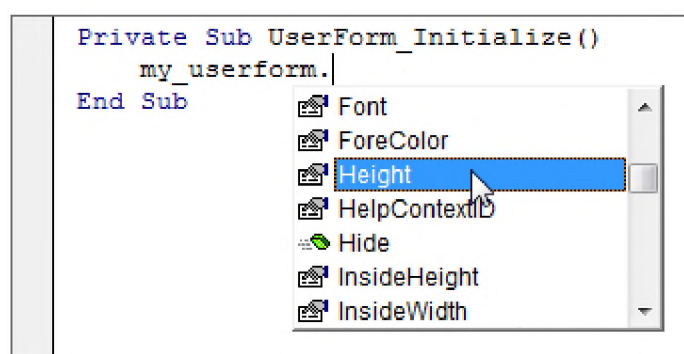 Private Sub UserForm_Initialize()
my_userform.
End Sub
Font
ForeColor
Height
HelpContextID
Hide
InsideHeight
InsideWidth